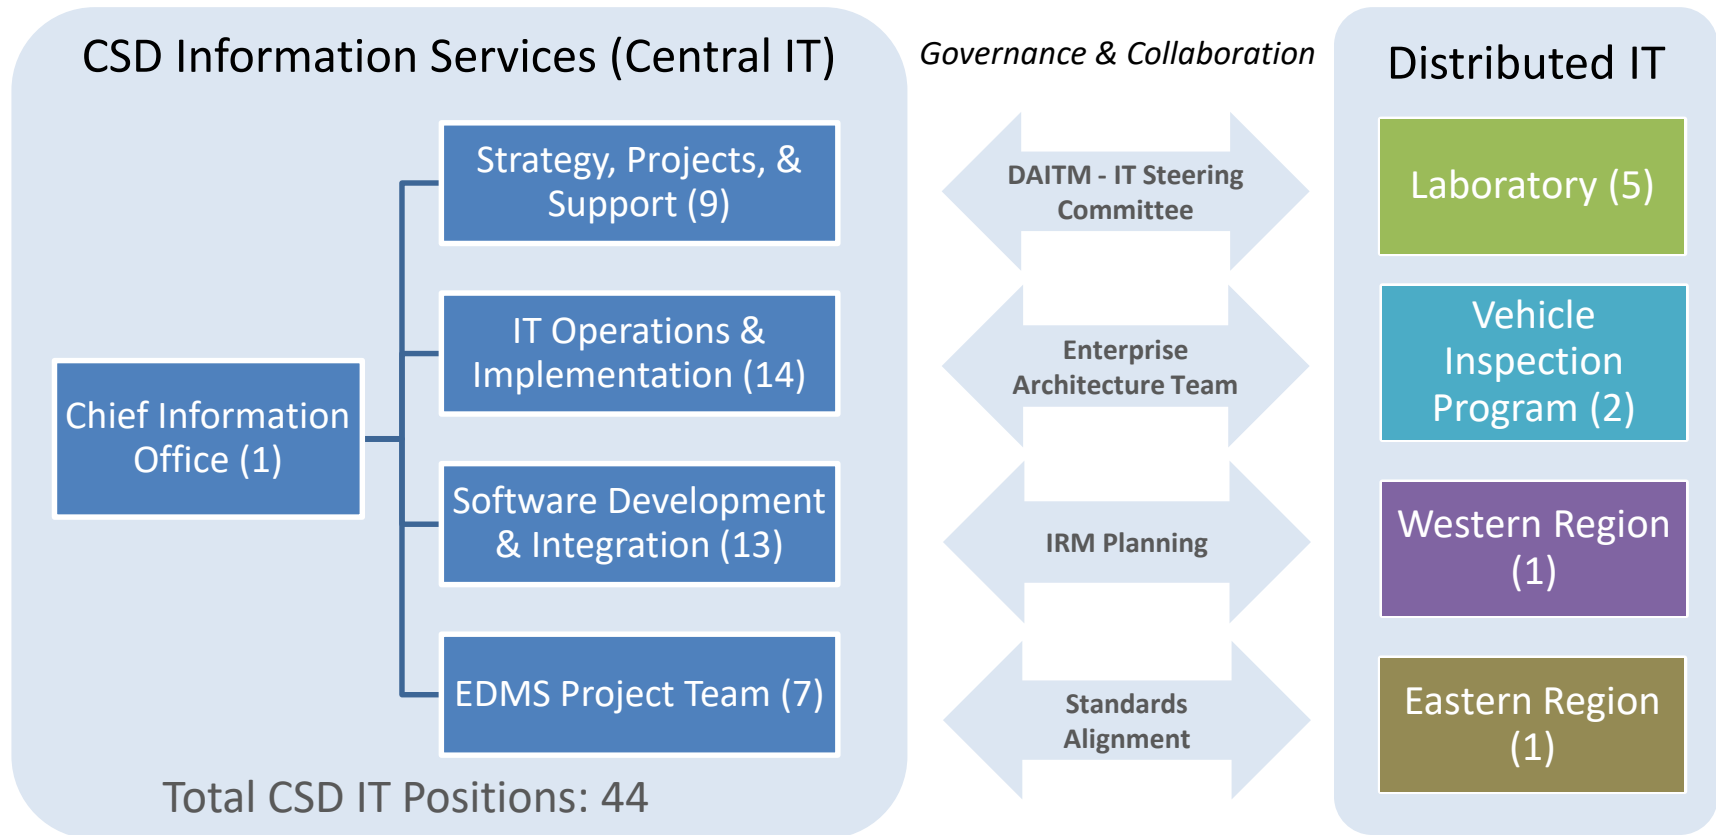 CSD Information Services (Central IT)
Chief Information
Office (1)
Strategy, Projects, &
Support (9)
IT Operations &
Implementation (14)
Software Development
& Integration (13)
EDMS Project Team (7)
Total CSD IT Positions: 44
Governance & Collaboration
DAITM - IT Steering
Committee
Enterprise
Architecture Team
IRM Planning
Standards
Alignment
Distributed IT
Laboratory (5)
Vehicle
Inspection
Program (2)
Western Region
(1)
Eastern Region
(1)